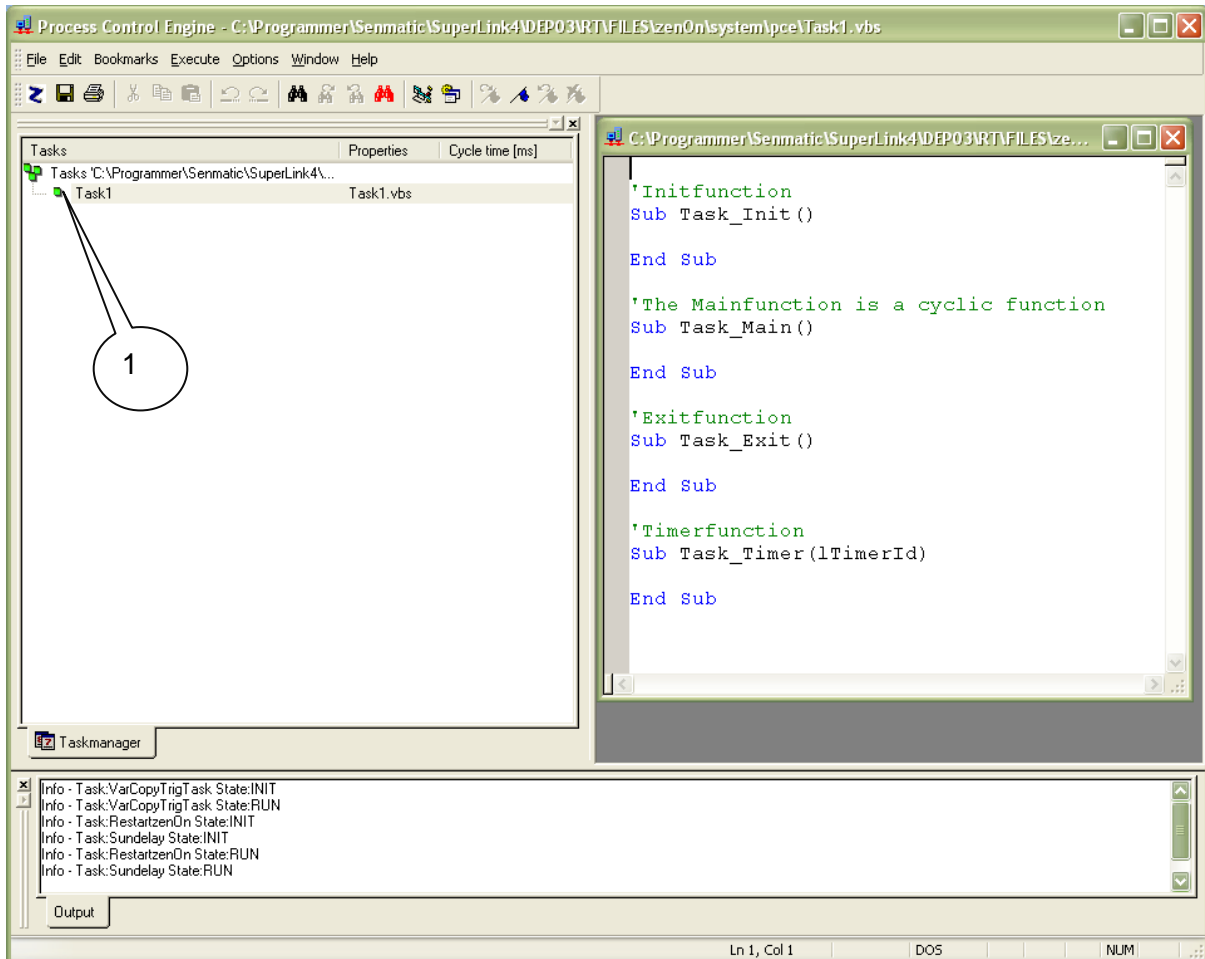 Process Control Engine - C:\Programmer\Senmatic\SuperLink4\DEP03\RT\FILES\zenOn\system\pce\Task1.vbs
File Edit Bookmarks Execute Options Window Help
Tasks Properties Cycle time [ms]
Tasks 'C:\Programmer\Senmatic\SuperLink4\...
Task1 Task1.vbs
1
Taskmanager
C:\Programmer\Senmatic\SuperLink4\DEP03\RT\FILES\ze...
'Initfunction
Sub Task_Init()
End Sub
'The Mainfunction is a cyclic function
Sub Task_Main()
End Sub
'Exitfunction
Sub Task_Exit()
End Sub
'Timerfunction
Sub Task_Timer(lTimerId)
End Sub
Info - Task:VarCopyTrigTask State:INIT
Info - Task:VarCopyTrigTask State:RUN
Info - Task:RestartzenOn State:INIT
Info - Task:Sundelay State:INIT
Info - Task:RestartzenOn State:RUN
Info - Task:Sundelay State:RUN
Output
Ln 1, Col 1 DOS NUM